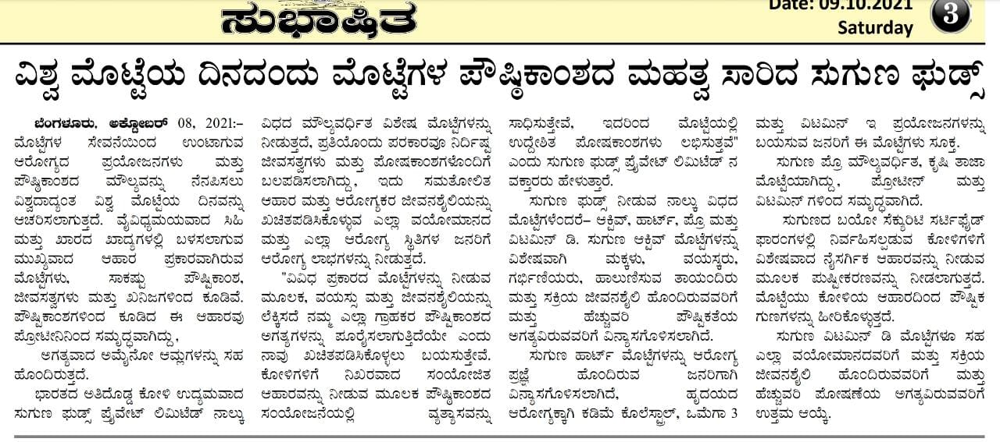 ಸುಭಾಷಿತ
Date: 09.10.2021
Saturday
3
ವಿಶ್ವ ಮೊಟ್ಟೆಯ ದಿನದಂದು ಮೊಟ್ಟೆಗಳ ಪೌಷ್ಠಿಕಾಂಶದ ಮಹತ್ವ ಸಾರಿದ ಸುಗುಣ ಫುಡ್ಸ್
ಬೆಂಗಳೂರು, ಅಕ್ಟೋಬರ್ 08, 2021:–
ಮೊಟ್ಟೆಗಳ ಸೇವನೆಯಿಂದ ಉಂಟಾಗುವ
ಆರೋಗ್ಯದ ಪ್ರಯೋಜನಗಳು ಮತ್ತು
ಪೌಷ್ಠಿಕಾಂಶದ ಮೌಲ್ಯವನ್ನು ನೆನಪಿಸಲು
ವಿಶ್ವದಾದ್ಯಂತ ವಿಶ್ವ ಮೊಟ್ಟೆಯ ದಿನವನ್ನು
ಆಚರಿಸಲಾಗುತ್ತದೆ. ವೈವಿಧ್ಯಮಯವಾದ ಸಿಹಿ
ಮತ್ತು ಖಾರದ ಖಾದ್ಯಗಳಲ್ಲಿ ಬಳಸಲಾಗುವ
ಮುಖ್ಯವಾದ ಆಹಾರ ಪ್ರಕಾರವಾಗಿರುವ
ಮೊಟ್ಟೆಗಳು, ಸಾಕಷ್ಟು ಪೌಷ್ಟಿಕಾಂಶ,
ಜೀವಸತ್ವಗಳು ಮತ್ತು ಖನಿಜಗಳಿಂದ ಕೂಡಿವೆ.
ಪೌಷ್ಟಿಕಾಂಶಗಳಿಂದ ಕೂಡಿದ ಈ ಆಹಾರವು
ಪ್ರೋಟೀನಿನಿಂದ ಸಮೃದ್ಧವಾಗಿದ್ದು,
ಅಗತ್ಯವಾದ ಅಮೈನೋ ಆಮ್ಲಗಳನ್ನು ಸಹ
ಹೊಂದಿರುತ್ತದೆ.
ಭಾರತದ ಅತಿದೊಡ್ಡ ಕೋಳಿ ಉದ್ಯಮವಾದ
ಸುಗುಣ ಫುಡ್ಸ್ ಪ್ರೈವೇಟ್ ಲಿಮಿಟೆಡ್ ನಾಲ್ಕು
ವಿಧದ ಮೌಲ್ಯವರ್ಧಿತ ವಿಶೇಷ ಮೊಟ್ಟೆಗಳನ್ನು
ನೀಡುತ್ತದೆ, ಪ್ರತಿಯೊಂದು ಪರಕಾರವೂ ನಿರ್ದಿಷ್ಟ
ಜೀವಸತ್ವಗಳು ಮತ್ತು ಪೋಷಕಾಂಶಗಳೊಂದಿಗೆ
ಬಲಪಡಿಸಲಾಗಿದ್ದು, ಇದು ಸಮತೋಲಿತ
ಆಹಾರ ಮತ್ತು ಆರೋಗ್ಯಕರ ಜೀವನಶೈಲಿಯನ್ನು
ಖಚಿತಪಡಿಸಿಕೊಳ್ಳುವ ಎಲ್ಲಾ ವಯೋಮಾನದ
ಮತ್ತು ಎಲ್ಲಾ ಆರೋಗ್ಯ ಸ್ಥಿತಿಗಳ ಜನರಿಗೆ
ಆರೋಗ್ಯ ಲಾಭಗಳನ್ನು ನೀಡುತ್ತದೆ.
"ವಿವಿಧ ಪ್ರಕಾರದ ಮೊಟ್ಟೆಗಳನ್ನು ನೀಡುವ
ಮೂಲಕ, ವಯಸ್ಸು ಮತ್ತು ಜೀವನಶೈಲಿಯನ್ನು
ಲೆಕ್ಕಿಸದೆ ನಮ್ಮ ಎಲ್ಲಾ ಗ್ರಾಹಕರ ಪೌಷ್ಟಿಕಾಂಶದ
ಅಗತ್ಯಗಳನ್ನು ಪೂರೈಸಲಾಗುತ್ತಿದೆಯೇ ಎಂದು
ನಾವು ಖಚಿತಪಡಿಸಿಕೊಳ್ಳಲು ಬಯಸುತ್ತೇವೆ.
ಕೋಳಿಗಳಿಗೆ ನಿಖರವಾದ ಸಂಯೋಜಿತ
ಆಹಾರವನ್ನು ನೀಡುವ ಮೂಲಕ ಪೌಷ್ಠಿಕಾಂಶದ
ಸಂಯೋಜನೆಯಲ್ಲಿ ವ್ಯತ್ಯಾಸವನ್ನು
ಸಾಧಿಸುತ್ತೇವೆ, ಇದರಿಂದ ಮೊಟ್ಟೆಯಲ್ಲಿ
ಉದ್ದೇಶಿತ ಪೋಷಕಾಂಶಗಳು ಲಭಿಸುತ್ತವೆ"
ಎಂದು ಸುಗುಣ ಫುಡ್ಸ್ ಪ್ರೈವೇಟ್ ಲಿಮಿಟೆಡ್ ನ
ವಕ್ತಾರರು ಹೇಳುತ್ತಾರೆ.
ಸುಗುಣ ಫುಡ್ಸ್ ನೀಡುವ ನಾಲ್ಕು ವಿಧದ
ಮೊಟ್ಟೆಗಳೆಂದರೆ– ಆಕ್ಟಿವ್, ಹಾರ್ಟ್, ಪ್ರೊ ಮತ್ತು
ವಿಟಮಿನ್ ಡಿ. ಸುಗುಣ ಆಕ್ಟಿವ್ ಮೊಟ್ಟೆಗಳನ್ನು
ವಿಶೇಷವಾಗಿ ಮಕ್ಕಳು, ವಯಸ್ಕರು,
ಗರ್ಭಿಣಿಯರು, ಹಾಲುಣಿಸುವ ತಾಯಂದಿರು
ಮತ್ತು ಸಕ್ರಿಯ ಜೀವನಶೈಲಿ ಹೊಂದಿರುವವರಿಗೆ
ಮತ್ತು ಹೆಚ್ಚುವರಿ ಪೌಷ್ಟಿಕತೆಯ
ಅಗತ್ಯವಿರುವವರಿಗೆ ವಿನ್ಯಾಸಗೊಳಿಸಲಾಗಿದೆ.
ಸುಗುಣ ಹಾರ್ಟ್ ಮೊಟ್ಟೆಗಳನ್ನು ಆರೋಗ್ಯ
ಪ್ರಜ್ಞೆ ಹೊಂದಿರುವ ಜನರಿಗಾಗಿ
ವಿನ್ಯಾಸಗೊಳಿಸಲಾಗಿದೆ, ಹೃದಯದ
ಆರೋಗ್ಯಕ್ಕಾಗಿ ಕಡಿಮೆ ಕೊಲೆಸ್ಟ್ರಾಲ್, ಒಮೆಗಾ 3
ಮತ್ತು ವಿಟಮಿನ್ ಇ ಪ್ರಯೋಜನಗಳನ್ನು
ಬಯಸುವ ಜನರಿಗೆ ಈ ಮೊಟ್ಟೆಗಳು ಸೂಕ್ತ.
ಸುಗುಣ ಪ್ರೊ ಮೌಲ್ಯವರ್ಧಿತ, ಕೃಷಿ ತಾಜಾ
ಮೊಟ್ಟೆಯಾಗಿದ್ದು, ಪ್ರೋಟೀನ್ ಮತ್ತು
ವಿಟಮಿನ್ ಗಳಿಂದ ಸಮೃದ್ಧವಾಗಿದೆ.
ಸುಗುಣದ ಬಯೋ ಸೆಕ್ಯುರಿಟಿ ಸರ್ಟಿಫೈಡ್
ಫಾರಂಗಳಲ್ಲಿ ನಿರ್ವಹಿಸಲ್ಪಡುವ ಕೋಳಿಗಳಿಗೆ
ವಿಶೇಷವಾದ ನೈಸರ್ಗಿಕ ಆಹಾರವನ್ನು ನೀಡುವ
ಮೂಲಕ ಪುಷ್ಟೀಕರಣವನ್ನು ನೀಡಲಾಗುತ್ತದೆ.
ಮೊಟ್ಟೆಯು ಕೋಳಿಯ ಆಹಾರದಿಂದ ಪೌಷ್ಟಿಕ
ಗುಣಗಳನ್ನು ಹೀರಿಕೊಳ್ಳುತ್ತದೆ.
ಸುಗುಣ ವಿಟಮಿನ್ ಡಿ ಮೊಟ್ಟೆಗಳೂ ಸಹ
ಎಲ್ಲಾ ವಯೋಮಾನದವರಿಗೆ ಮತ್ತು ಸಕ್ರಿಯ
ಜೀವನಶೈಲಿ ಹೊಂದಿರುವವರಿಗೆ ಮತ್ತು
ಹೆಚ್ಚುವರಿ ಪೋಷಣೆಯ ಅಗತ್ಯವಿರುವವರಿಗೆ
ಉತ್ತಮ ಆಯ್ಕೆ.